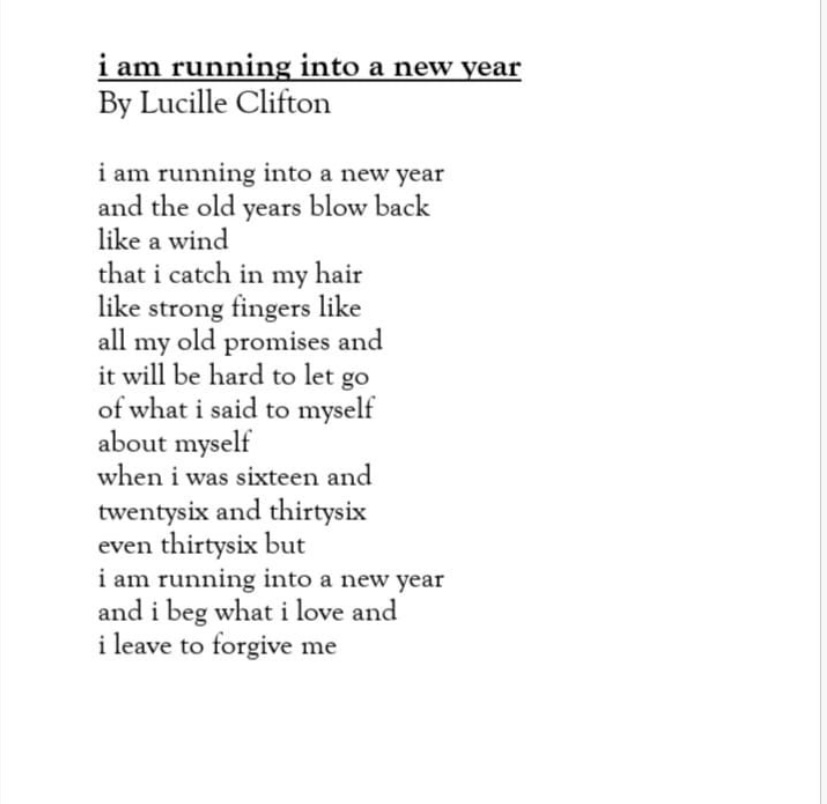 i am running into a new year
By Lucille Clifton
i am running into a new year
and the old years blow back
like a wind
that i catch in my hair
like strong fingers like
all my old promises and
it will be hard to let go
of what i said to myself
about myself
when i was sixteen and
twentysix and thirtysix
even thirtysix but
i am running into a new year
and i beg what i love and
i leave to forgive me